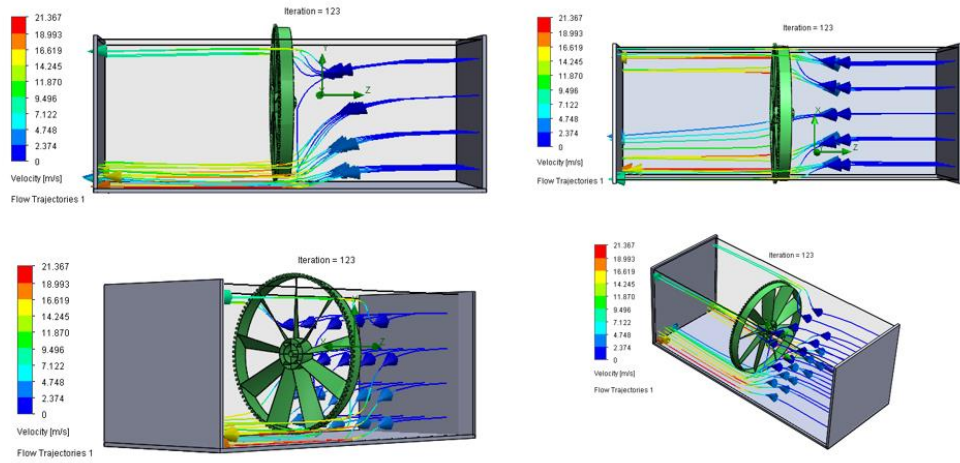 21.367
18.993
16.619
14.245
11.870
9.496
7.122
4.748
2.374
0
Velocity [m/s]
Flow Trajectories 1
Iteration = 123
Y
Z
21.367
18.993
16.619
14.245
11.870
9.496
7.122
4.748
2.374
0
Velocity [m/s]
Flow Trajectories 1
Iteration = 123
X
Z
21.367
18.993
16.619
14.245
11.870
9.496
7.122
4.748
2.374
0
Velocity [m/s]
Flow Trajectories 1
Iteration = 123
Z
21.367
18.993
16.619
14.245
11.870
9.496
7.122
4.748
2.374
0
Velocity [m/s]
Flow Trajectories 1
Iteration = 123